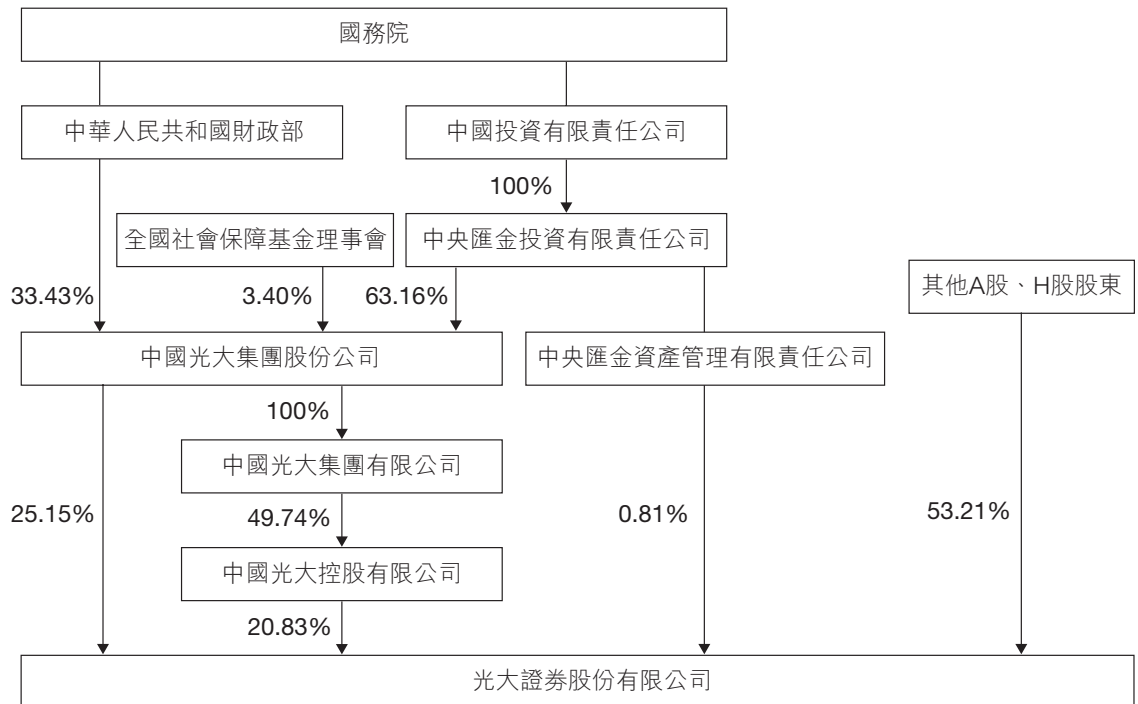 國務院
中華人民共和國財政部
中國投資有限責任公司
100%
全國社會保障基金理事會
中央匯金投資有限責任公司
33.43%
3.40%
63.16%
其他A股、H股股東
中國光大集團股份公司
中央匯金資產管理有限責任公司
100%
中國光大集團有限公司
25.15%
49.74%
0.81%
53.21%
中國光大控股有限公司
20.83%
光大證券股份有限公司